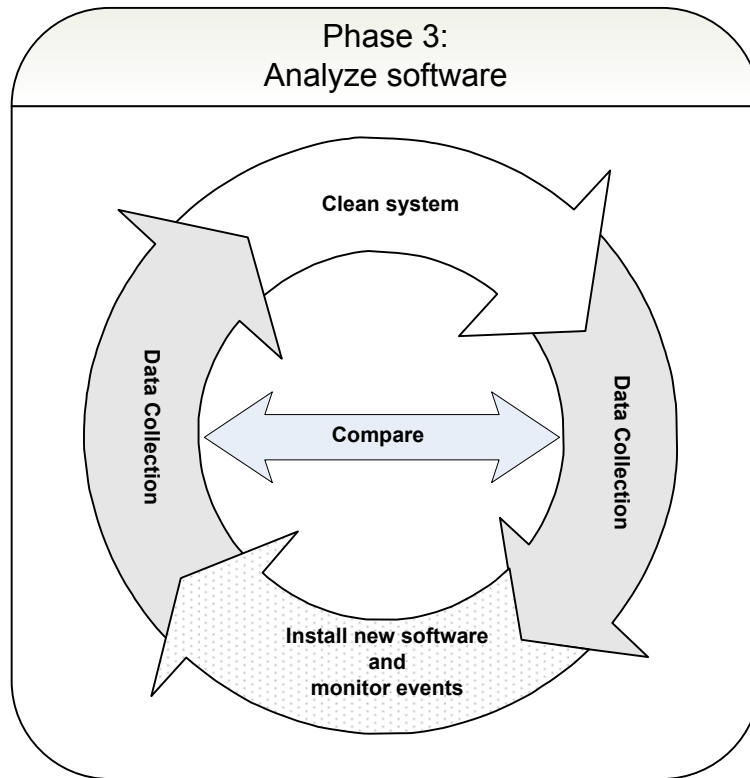 Phase 3:
Analyze software
Clean system
Data Collection
Compare
Data Collection
Install new software
and
monitor events